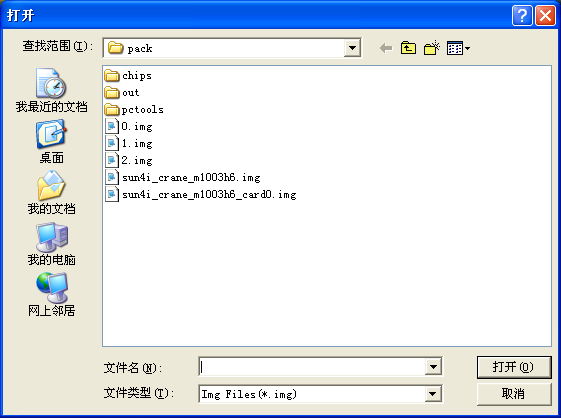 打开
查找范围(I):
pack
我最近的文档
桌面
我的文档
我的电脑
网上邻居
chips
out
pctools
0.img
1.img
2.img
sun4i_crane_m1003h6.img
sun4i_crane_m1003h6_card0.img
文件名(N):
打开(O)
文件类型(T):
Img Files(*.img)
取消